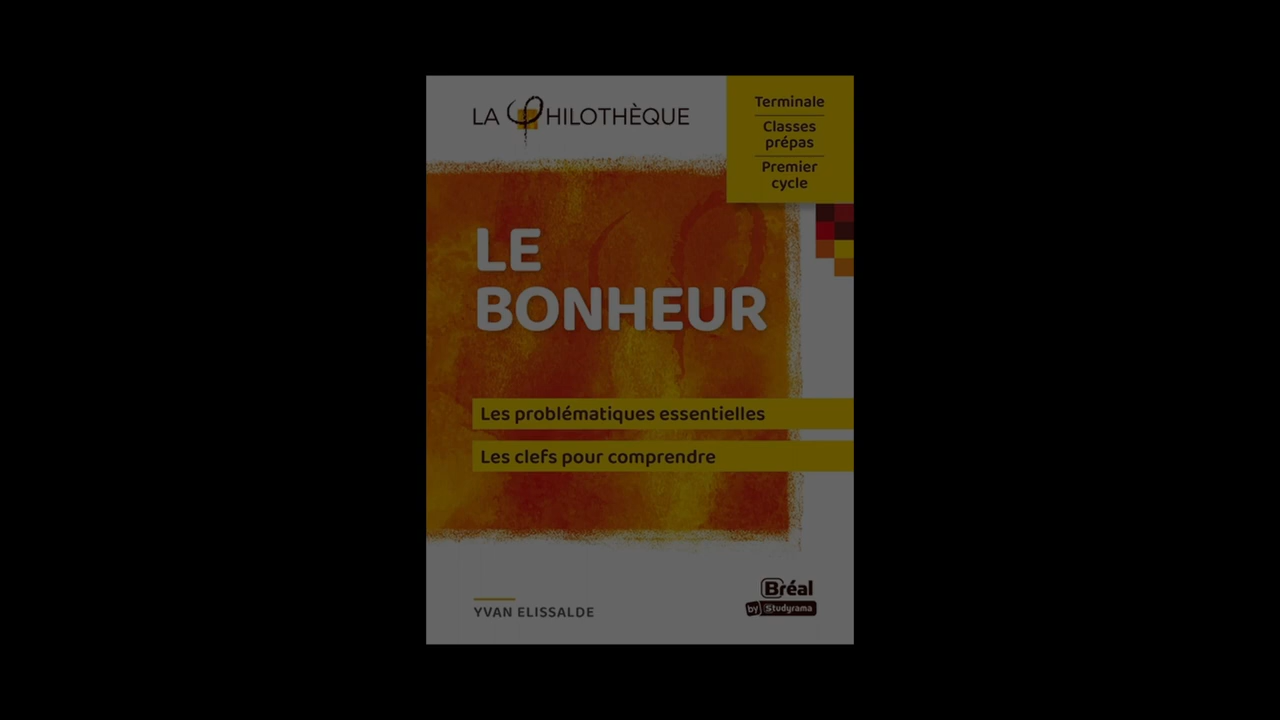 LA PHILOTHÈQUE
Terminale
Classes
prépas
Premier
cycle
LE
BONHEUR
Les problématiques essentielles
Les clefs pour comprendre
YVAN ELISSALDE
Bréal
by Studyrama